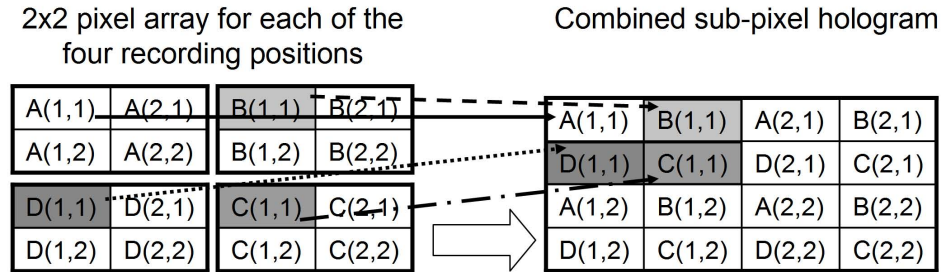 2x2 pixel array for each of the
four recording positions
Combined sub-pixel hologram
A(1,1) A(2,1) B(1,1) B(2,1)
A(1,2) A(2,2) B(1,2) B(2,2)
D(1,1) D(2,1) C(1,1) C(2,1)
D(1,2) D(2,2) C(1,2) C(2,2)
A(1,1) B(1,1) A(2,1) B(2,1)
D(1,1) C(1,1) D(2,1) C(2,1)
A(1,2) B(1,2) A(2,2) B(2,2)
D(1,2) C(1,2) D(2,2) C(2,2)